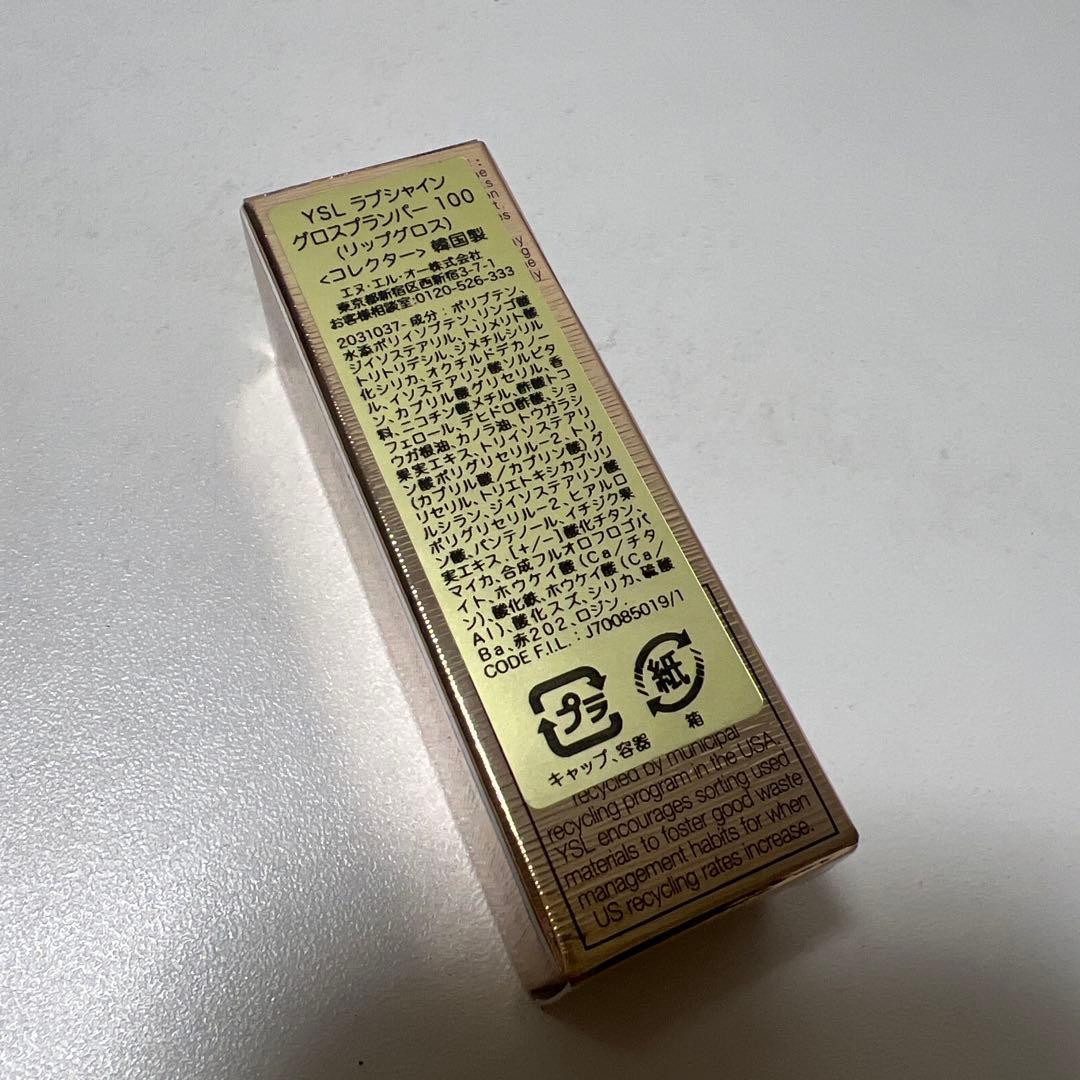 YSL ラブシャイン
グロスプランパー 100
(リップグロス)
<コレクター> 韓国製
エヌ・エル・オー株式会社
東京都新宿区西新宿3-7-1
お客様相談室:0120-526-333
2031037- 成分:ポリブテン、
水添ポリイソブテン、リンゴ酸
ジイソステアリル、トリメリト酸
トリトリデシル、ジメチルシリル
化シリカ、オクチルドデカノー
ル、イソステアリン酸ソルビタ
ン、カプリル酸グリセリル、香
料、ニコチン酸メチル、酢酸トコ
フェロール、デヒドロ酢酸、ショ
ウガ根油、カノラ油、トウガラシ
果実エキス、トリイソステアリ
ン酸ポリグリセリル-2、トリ
(カプリル酸/カプリン酸)グ
リセリル、トリエトキシカプリリ
ルシラン、ジイソステアリン酸
ポリグリセリル-2、ヒアルロ
ン酸、パンテノール、イチジク果
実エキス、[+/-]酸化チタン、
マイカ、合成フルオロフロゴパ
イト、ホウケイ酸(Ca/チタ
ン)、酸化鉄、ホウケイ酸(Ca/
Al)、酸化スズ、シリカ、硫酸
Ba、赤202、ロジン.
CODE F.I.L. : J70085019/1
プラ
紙
キャップ、容器
箱
recycled by municipal
recycling program in the USA.
YSL encourages sorting used
materials to foster good waste
management habits for when
US recycling rates increase.